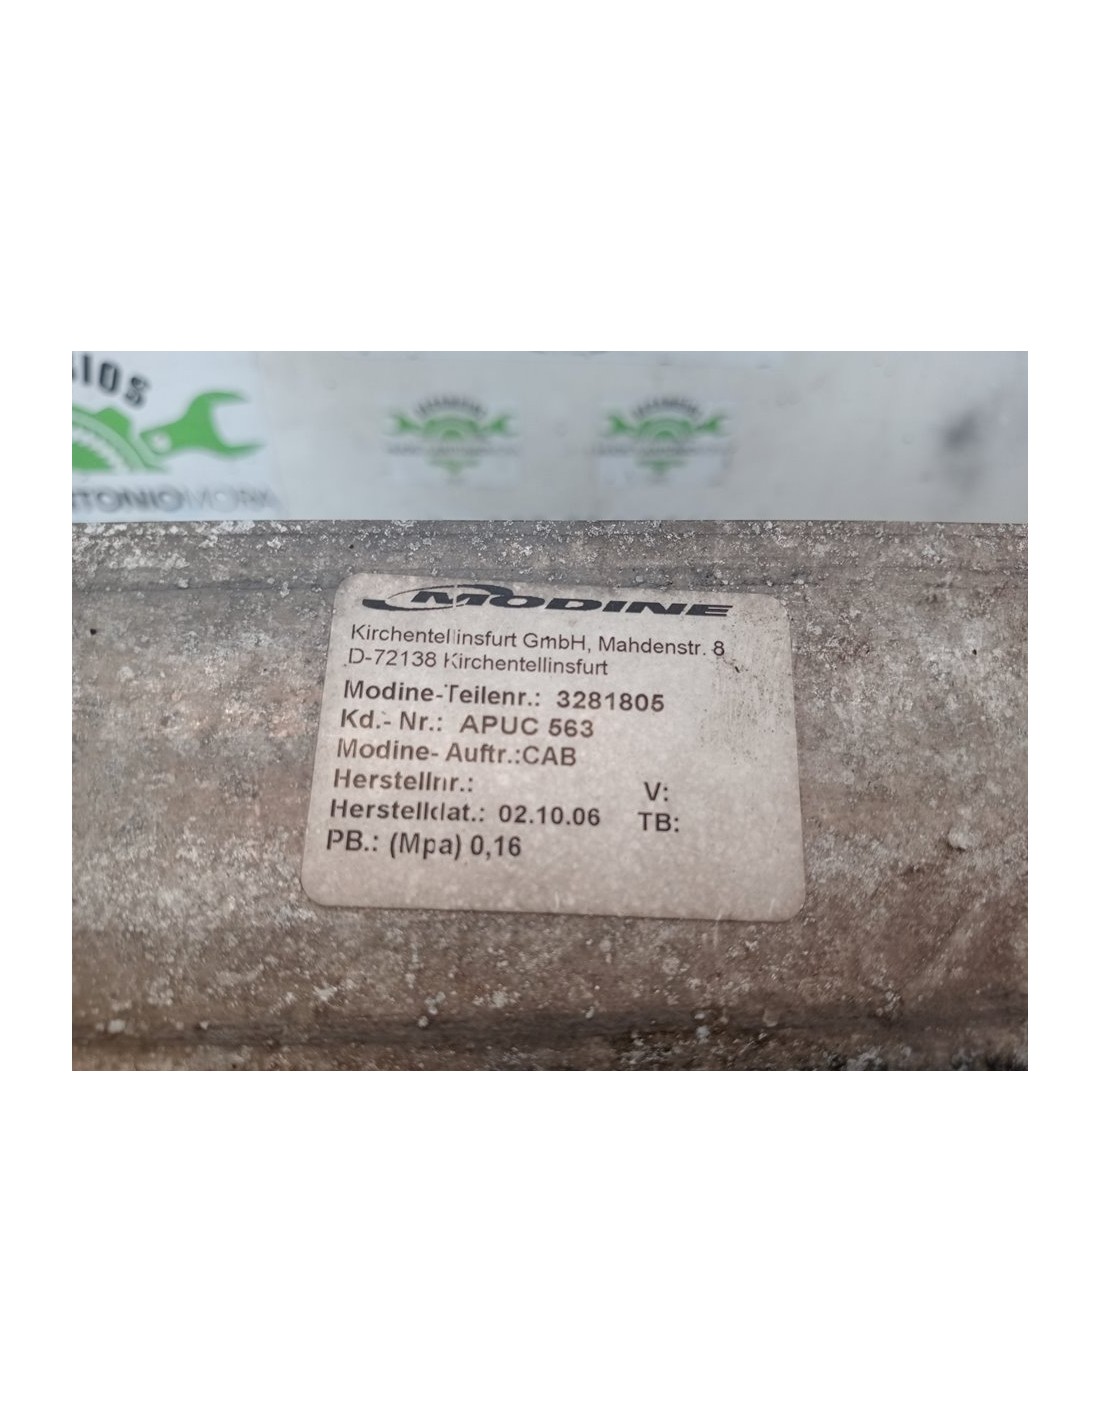 MODINE
Kirchentellinsfurt GmbH, Mahdenstr. 8
D-72138 Kirchentellinsfurt
Modine-Teilenr.: 3281805
Kd.- Nr.: APUC 563
Modine- Auftr.:CAB
Herstellnr.: V:
Herstelldat.: 02.10.06 TB:
PB.: (Mpa) 0,16